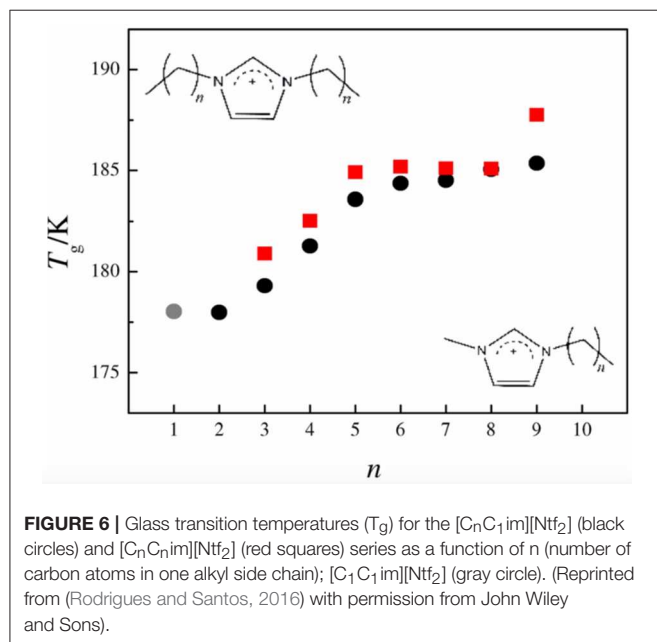 190
185
180
175
T_g/K
N
+
N
n
n
N
+
N
n
1 2 3 4 5 6 7 8 9 10
n
FIGURE 6 | Glass transition temperatures (T_g) for the [CnC₁im][Ntf₂] (black
circles) and [CnCnim][Ntf₂] (red squares) series as a function of n (number of
carbon atoms in one alkyl side chain); [C₁C₁im][Ntf₂] (gray circle). (Reprinted
from (Rodrigues and Santos, 2016) with permission from John Wiley
and Sons).